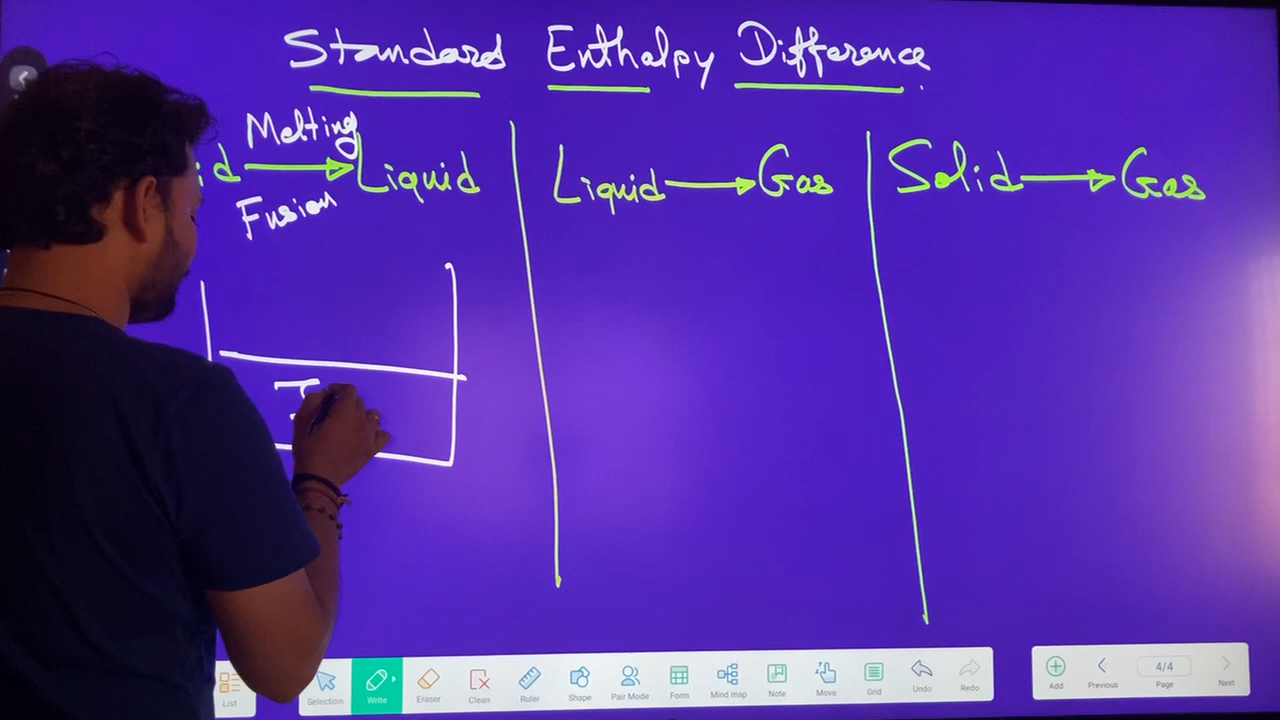 Standard Enthalpy Difference
Melting
id → Liquid
Fusion
Liquid → Gas
Solid → Gas
List
Selection
Write
Eraser
Clean
Ruler
Shape
Pair Mode
Form
Mind map
Note
Move
Grid
Undo
Redo
Add
Previous
4/4
Page
Next